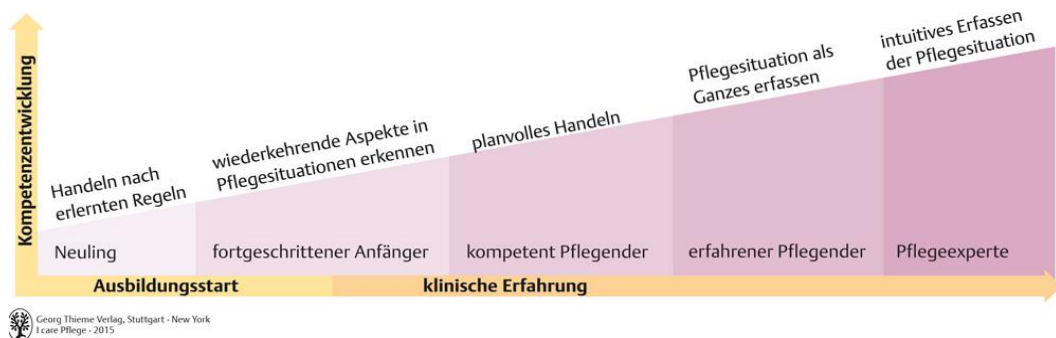 Kompetenzentwicklung
Handeln nach
erlernten Regeln
wiederkehrende Aspekte in
Pflegesituationen erkennen
planvolles Handeln
Pflegesituation als
Ganzes erfassen
intuitives Erfassen
der Pflegesituation
Neuling
fortgeschrittener Anfänger
kompetent Pflegender
erfahrener Pflegender
Pflegeexperte
Ausbildungsstart
klinische Erfahrung
Georg Thieme Verlag, Stuttgart - New York
I care Pflege - 2015